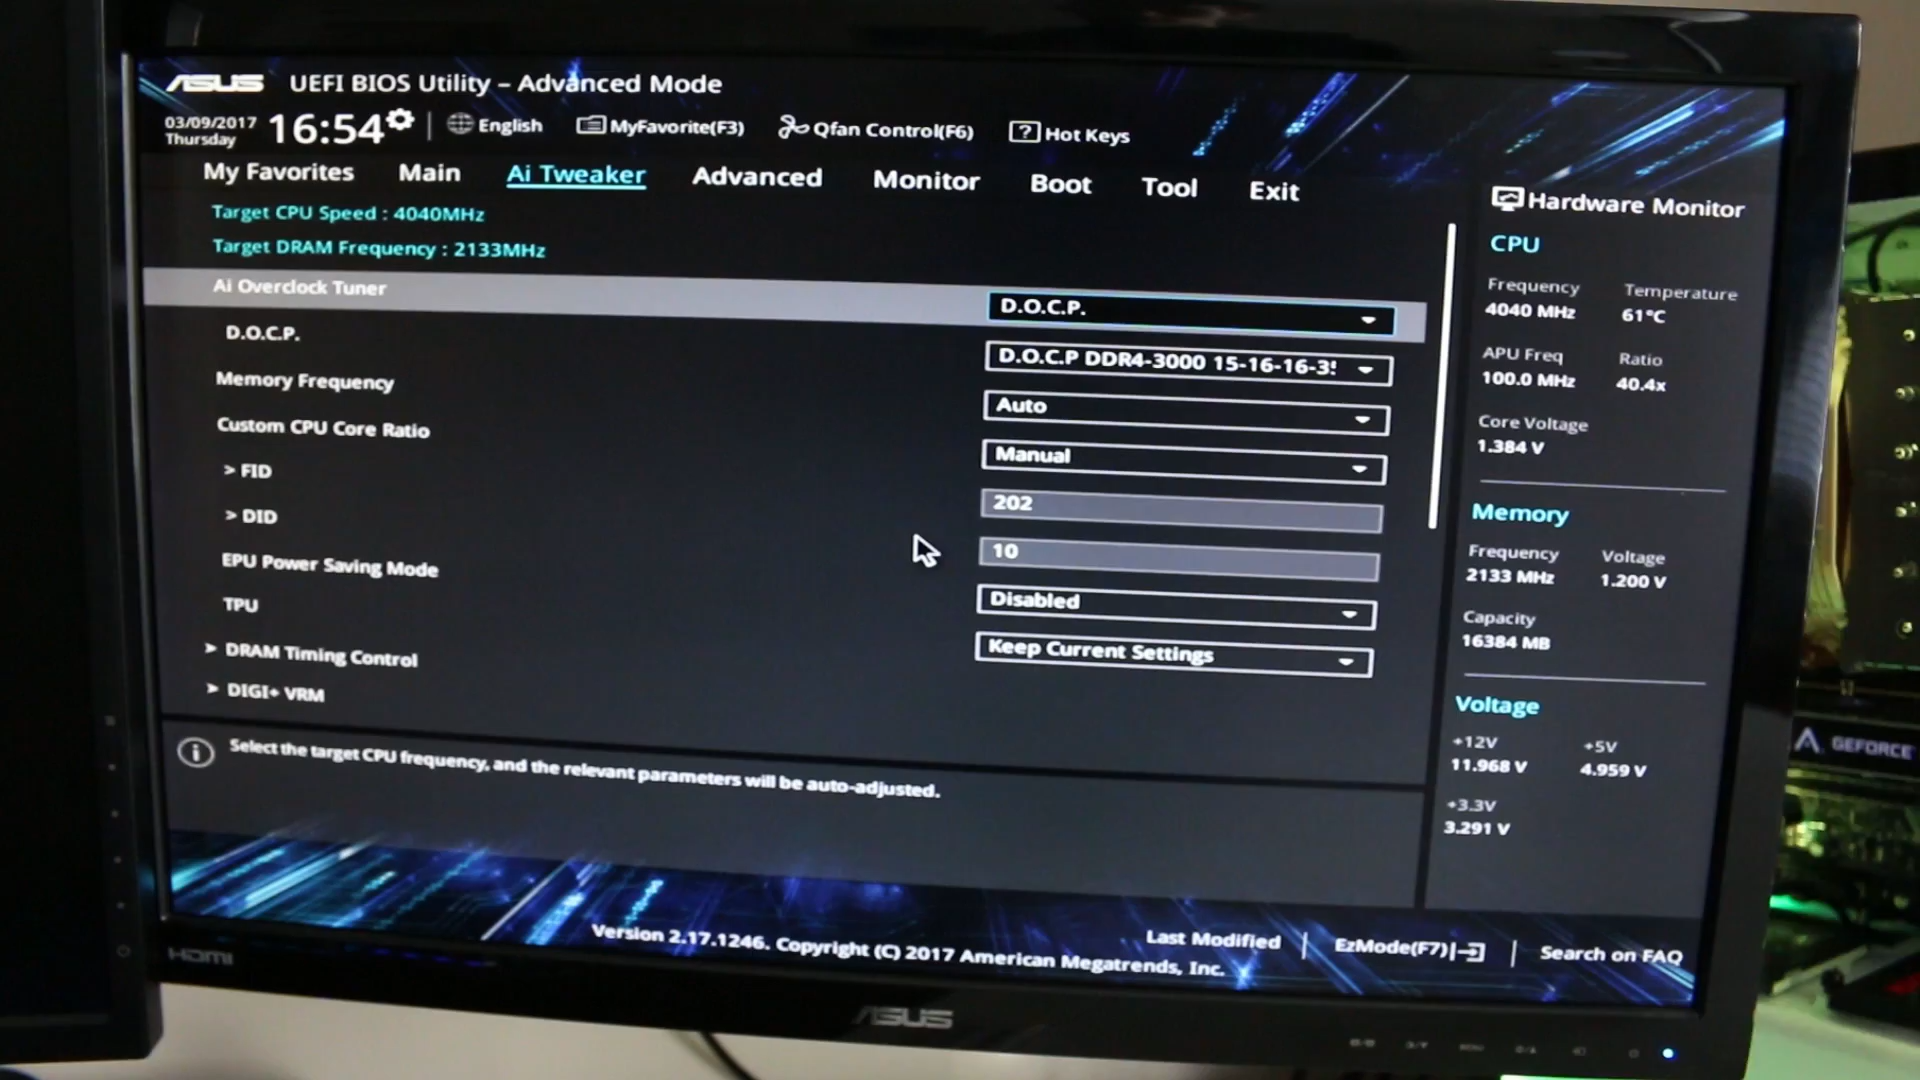 ASUS UEFI BIOS Utility – Advanced Mode
03/09/2017
Thursday
16:54
English
MyFavorite(F3)
Qfan Control(F6)
? Hot Keys
My Favorites Main Ai Tweaker Advanced Monitor Boot Tool Exit
Target CPU Speed : 4040MHz
Target DRAM Frequency : 2133MHz
Ai Overclock Tuner D.O.C.P.
D.O.C.P. D.O.C.P DDR4-3000 15-16-16-3
Memory Frequency Auto
Custom CPU Core Ratio Manual
> FID 202
> DID 10
EPU Power Saving Mode Disabled
TPU Keep Current Settings
> DRAM Timing Control
> DIGI+ VRM
Select the target CPU frequency, and the relevant parameters will be auto-adjusted.
Hardware Monitor
CPU
Frequency Temperature
4040 MHz 61°C
APU Freq Ratio
100.0 MHz 40.4x
Core Voltage
1.384 V
Memory
Frequency Voltage
2133 MHz 1.200 V
Capacity
16384 MB
Voltage
+12V +5V
11.968 V 4.959 V
+3.3V
3.291 V
Last Modified | EzMode(F7) | Search on FAQ
Version 2.17.1246. Copyright (C) 2017 American Megatrends, Inc.
HDMI
ASUS
GEFORCE